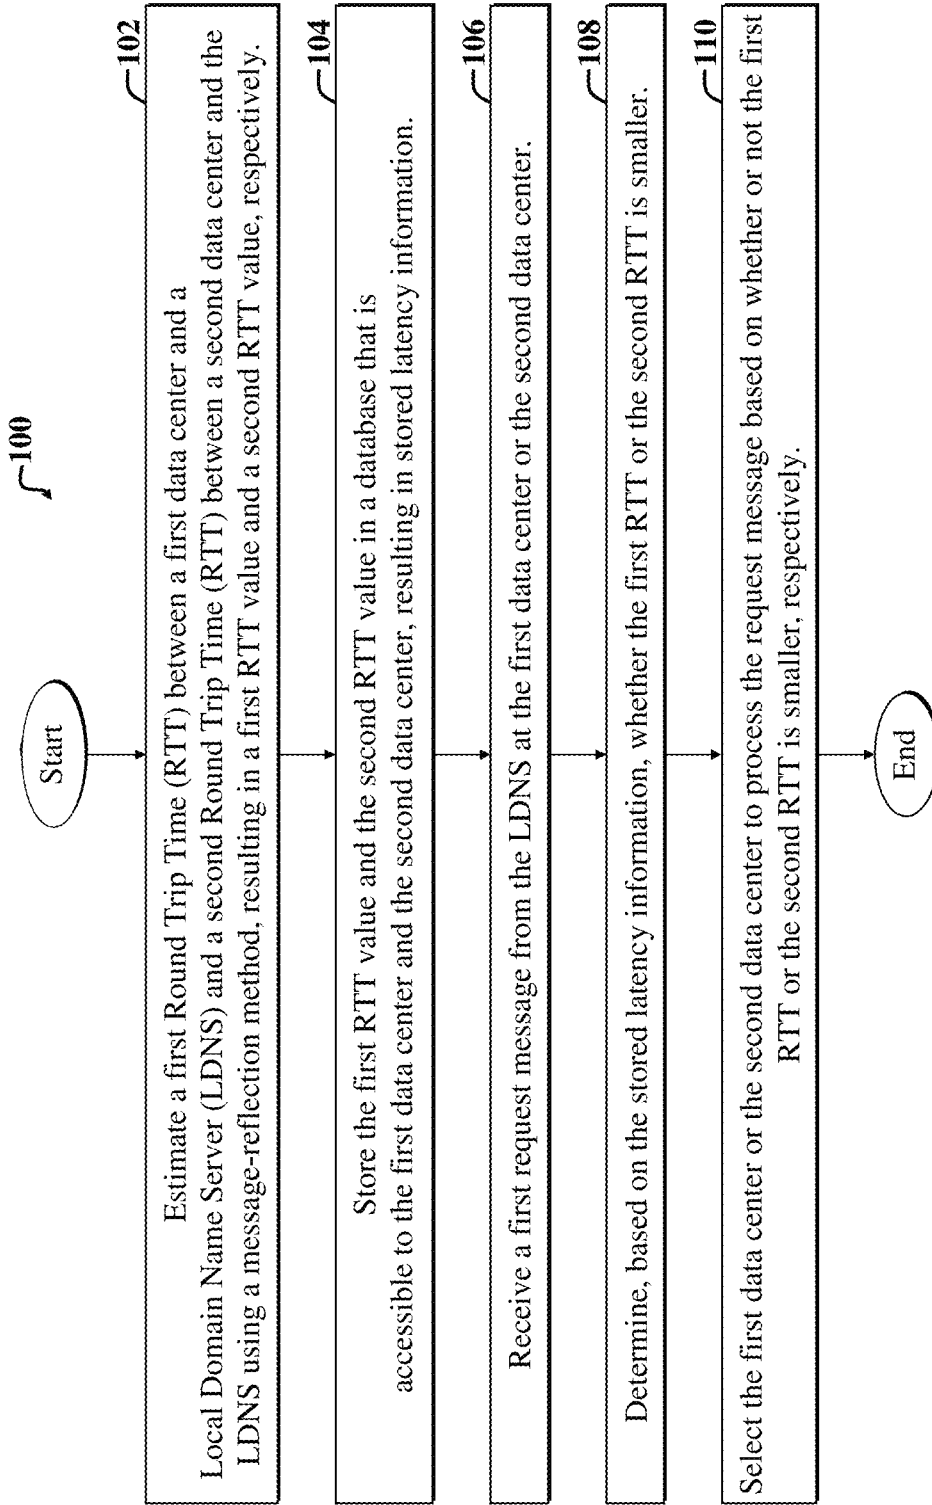 100
Start
102
Estimate a first Round Trip Time (RTT) between a first data center and a
Local Domain Name Server (LDNS) and a second Round Trip Time (RTT) between a second data center and the
LDNS using a message-reflection method, resulting in a first RTT value and a second RTT value, respectively.
104
Store the first RTT value and the second RTT value in a database that is
accessible to the first data center and the second data center, resulting in stored latency information.
106
Receive a first request message from the LDNS at the first data center or the second data center.
108
Determine, based on the stored latency information, whether the first RTT or the second RTT is smaller.
110
Select the first data center or the second data center to process the request message based on whether or not the first
RTT or the second RTT is smaller, respectively.
End